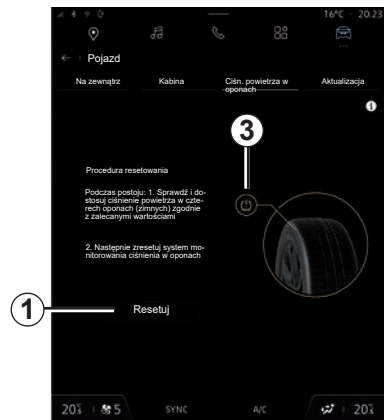 16°C 20:23
← Pojazd
Na zewnątrz Kabina Ciśn. powietrza w oponach Aktualizacja
3
Procedura resetowania
Podczas postoju: 1. Sprawdź i do-
stosuj ciśnienie powietrza w czte-
rech oponach (zimnych) zgodnie
z zalecanymi wartościami
2. Następnie zresetuj system mo-
nitorowania ciśnienia w oponach
1
Resetuj
20 5 SYNC A/C 20